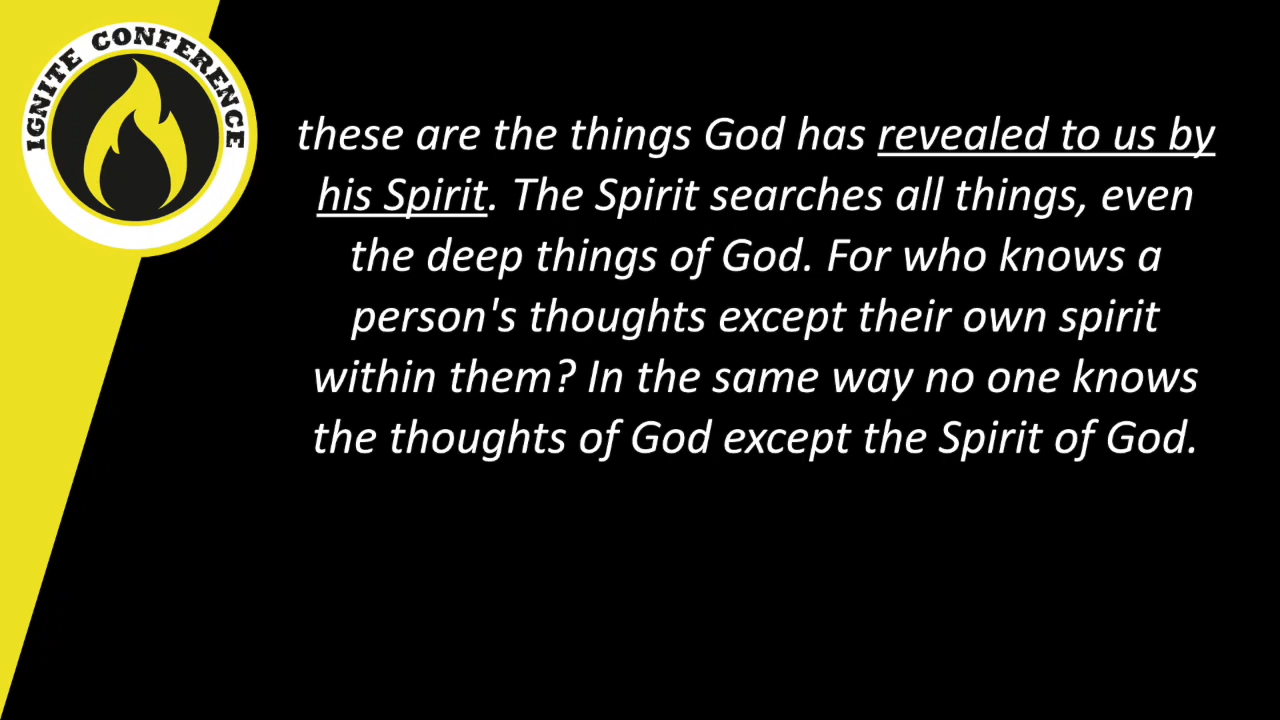 IGNITE CONFERENCE
these are the things God has revealed to us by
his Spirit. The Spirit searches all things, even
the deep things of God. For who knows a
person's thoughts except their own spirit
within them? In the same way no one knows
the thoughts of God except the Spirit of God.